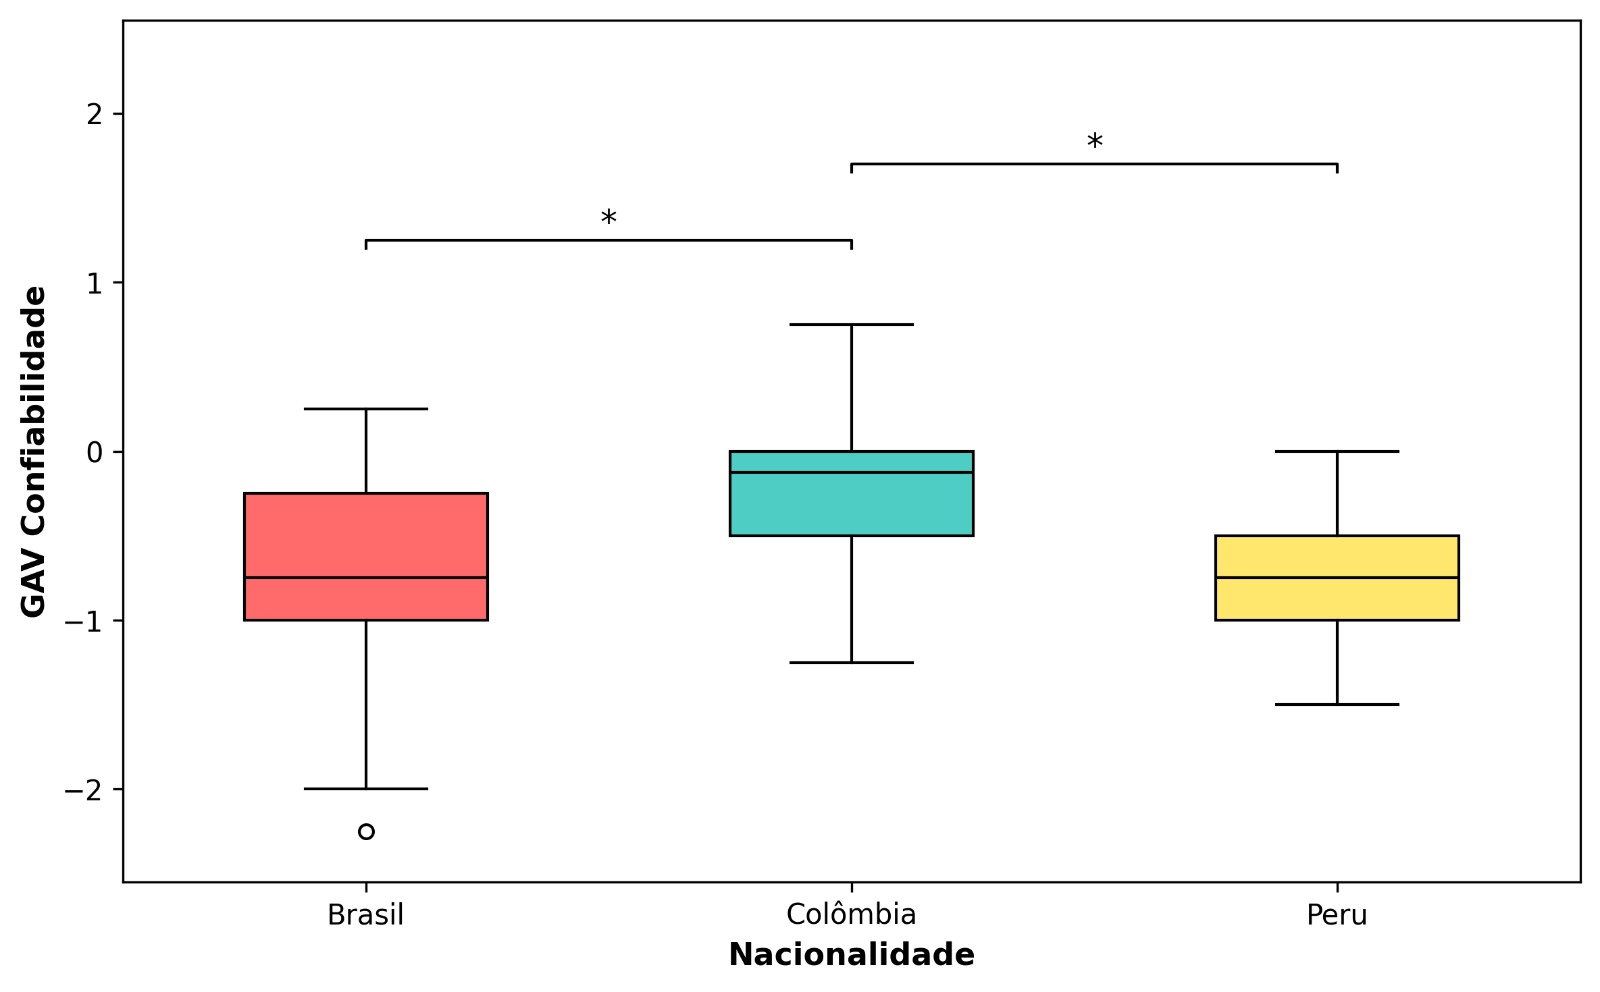 GAV Confiabilidade
2
1
0
−1
−2
*
*
Brasil Colômbia Peru
Nacionalidade